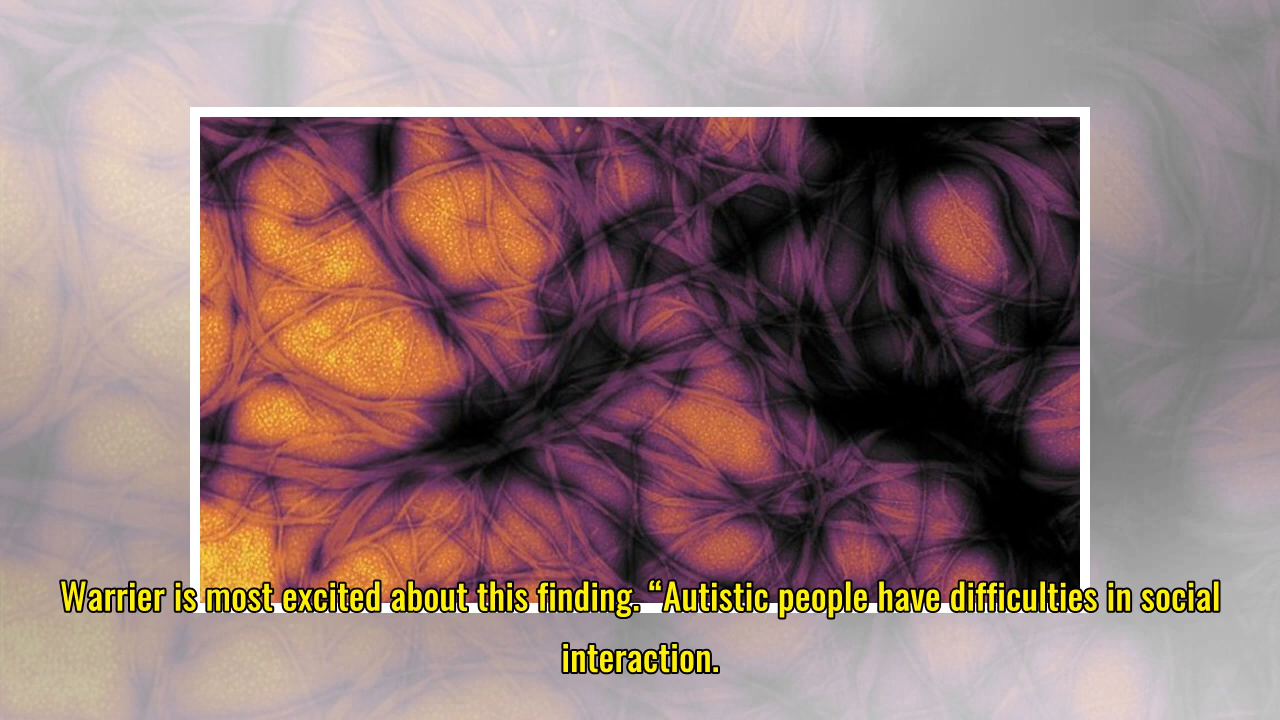 Warrier is most excited about this finding. “Autistic people have difficulties in social
interaction.